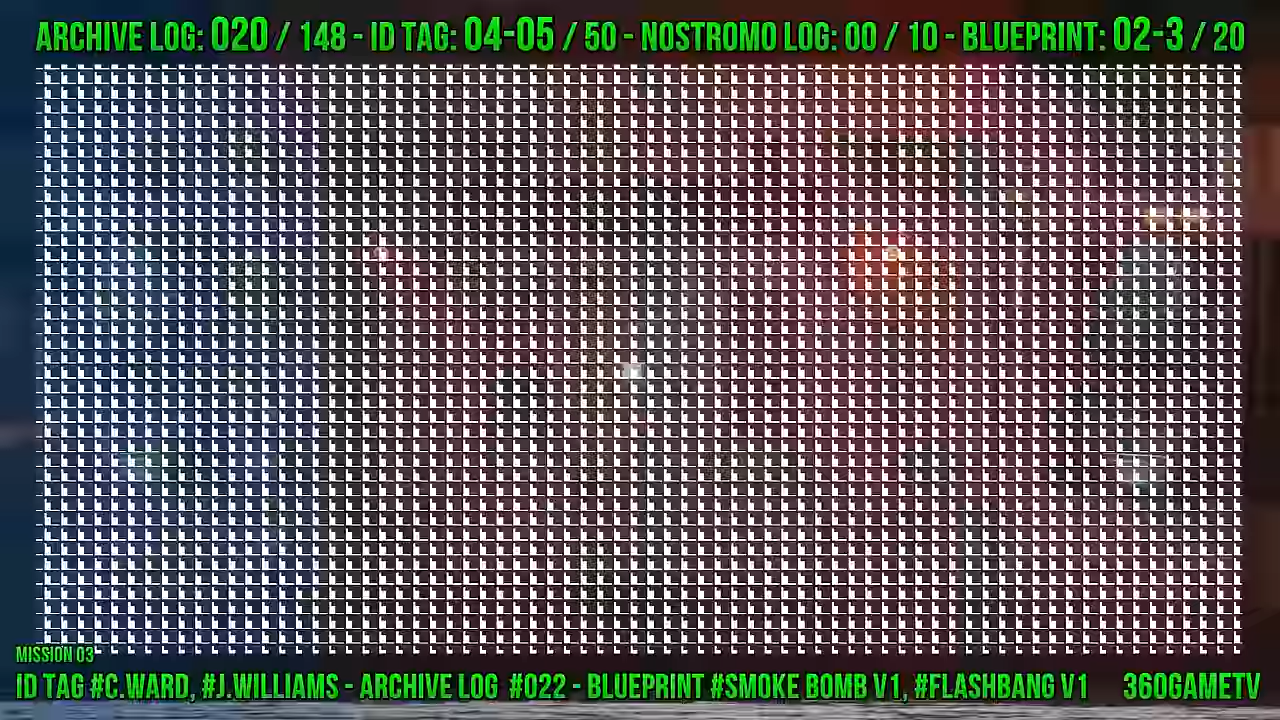 ARCHIVE LOG: 020 / 148 - ID TAG: 04-05 / 50 - NOSTROMO LOG: 00 / 10 - BLUEPRINT: 02-3 / 20
MISSION 03
ID TAG #C.WARD, #J.WILLIAMS - ARCHIVE LOG #022 - BLUEPRINT #SMOKE BOMB V1, #FLASHBANG V1 360GAMETV